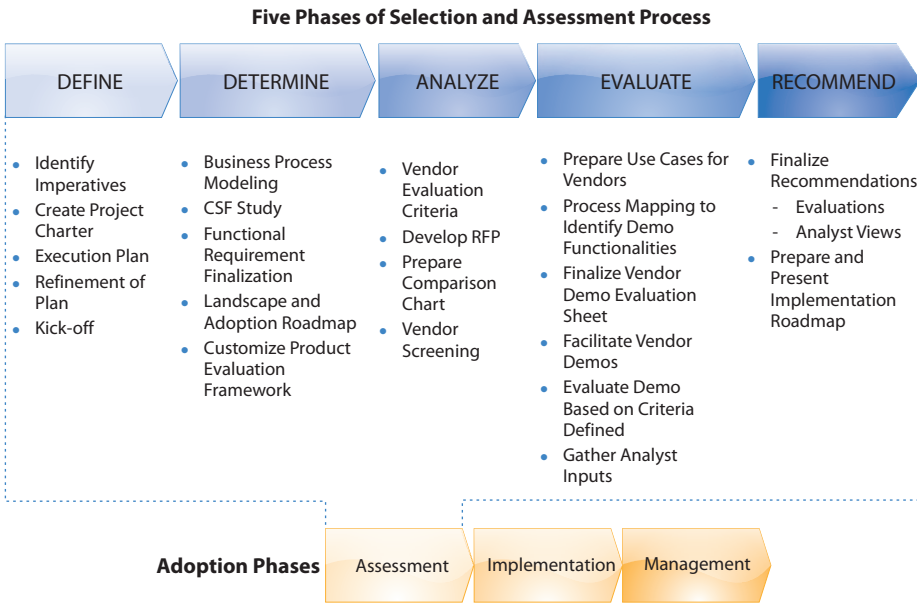 Five Phases of Selection and Assessment Process
DEFINE
DETERMINE
ANALYZE
EVALUATE
RECOMMEND
• Identify
Imperatives
• Create Project
Charter
• Execution Plan
• Refinement of
Plan
• Kick-off
• Business Process
Modeling
• CSF Study
• Functional
Requirement
Finalization
• Landscape and
Adoption Roadmap
• Customize Product
Evaluation
Framework
• Vendor
Evaluation
Criteria
• Develop RFP
• Prepare
Comparison
Chart
• Vendor
Screening
• Prepare Use Cases for
Vendors
• Process Mapping to
Identify Demo
Functionalities
• Finalize Vendor
Demo Evaluation
Sheet
• Facilitate Vendor
Demos
• Evaluate Demo
Based on Criteria
Defined
• Gather Analyst
Inputs
• Finalize
Recommendations
- Evaluations
- Analyst Views
• Prepare and
Present
Implementation
Roadmap
Adoption Phases
Assessment
Implementation
Management